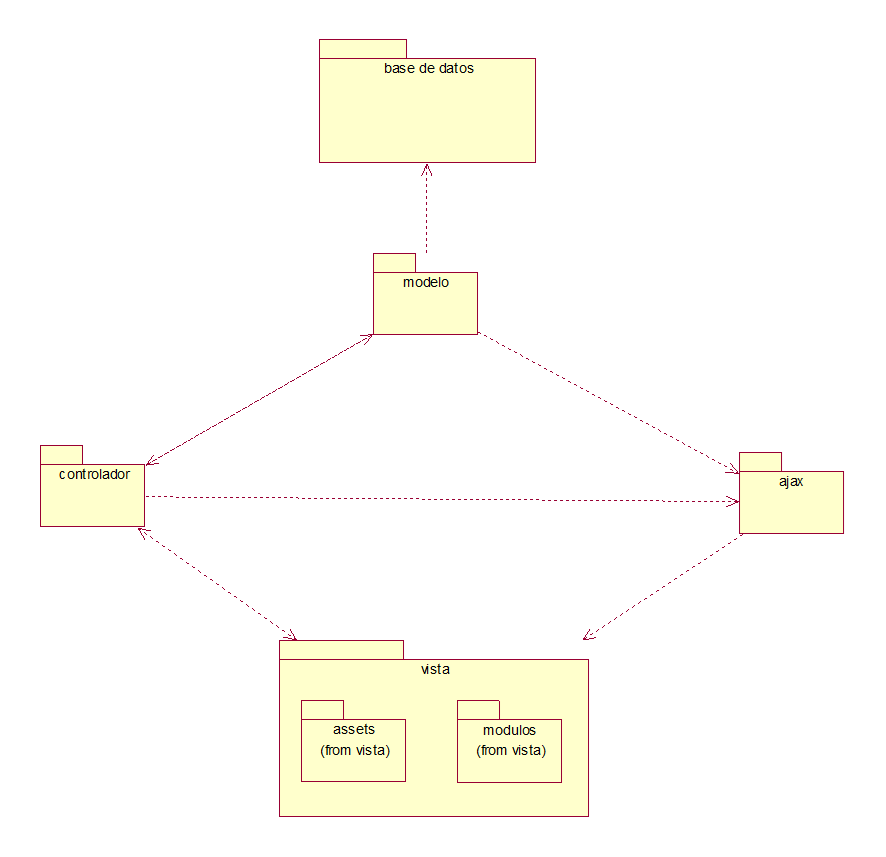 base de datos
modelo
controlador
ajax
vista
assets
(from vista)
modulos
(from vista)